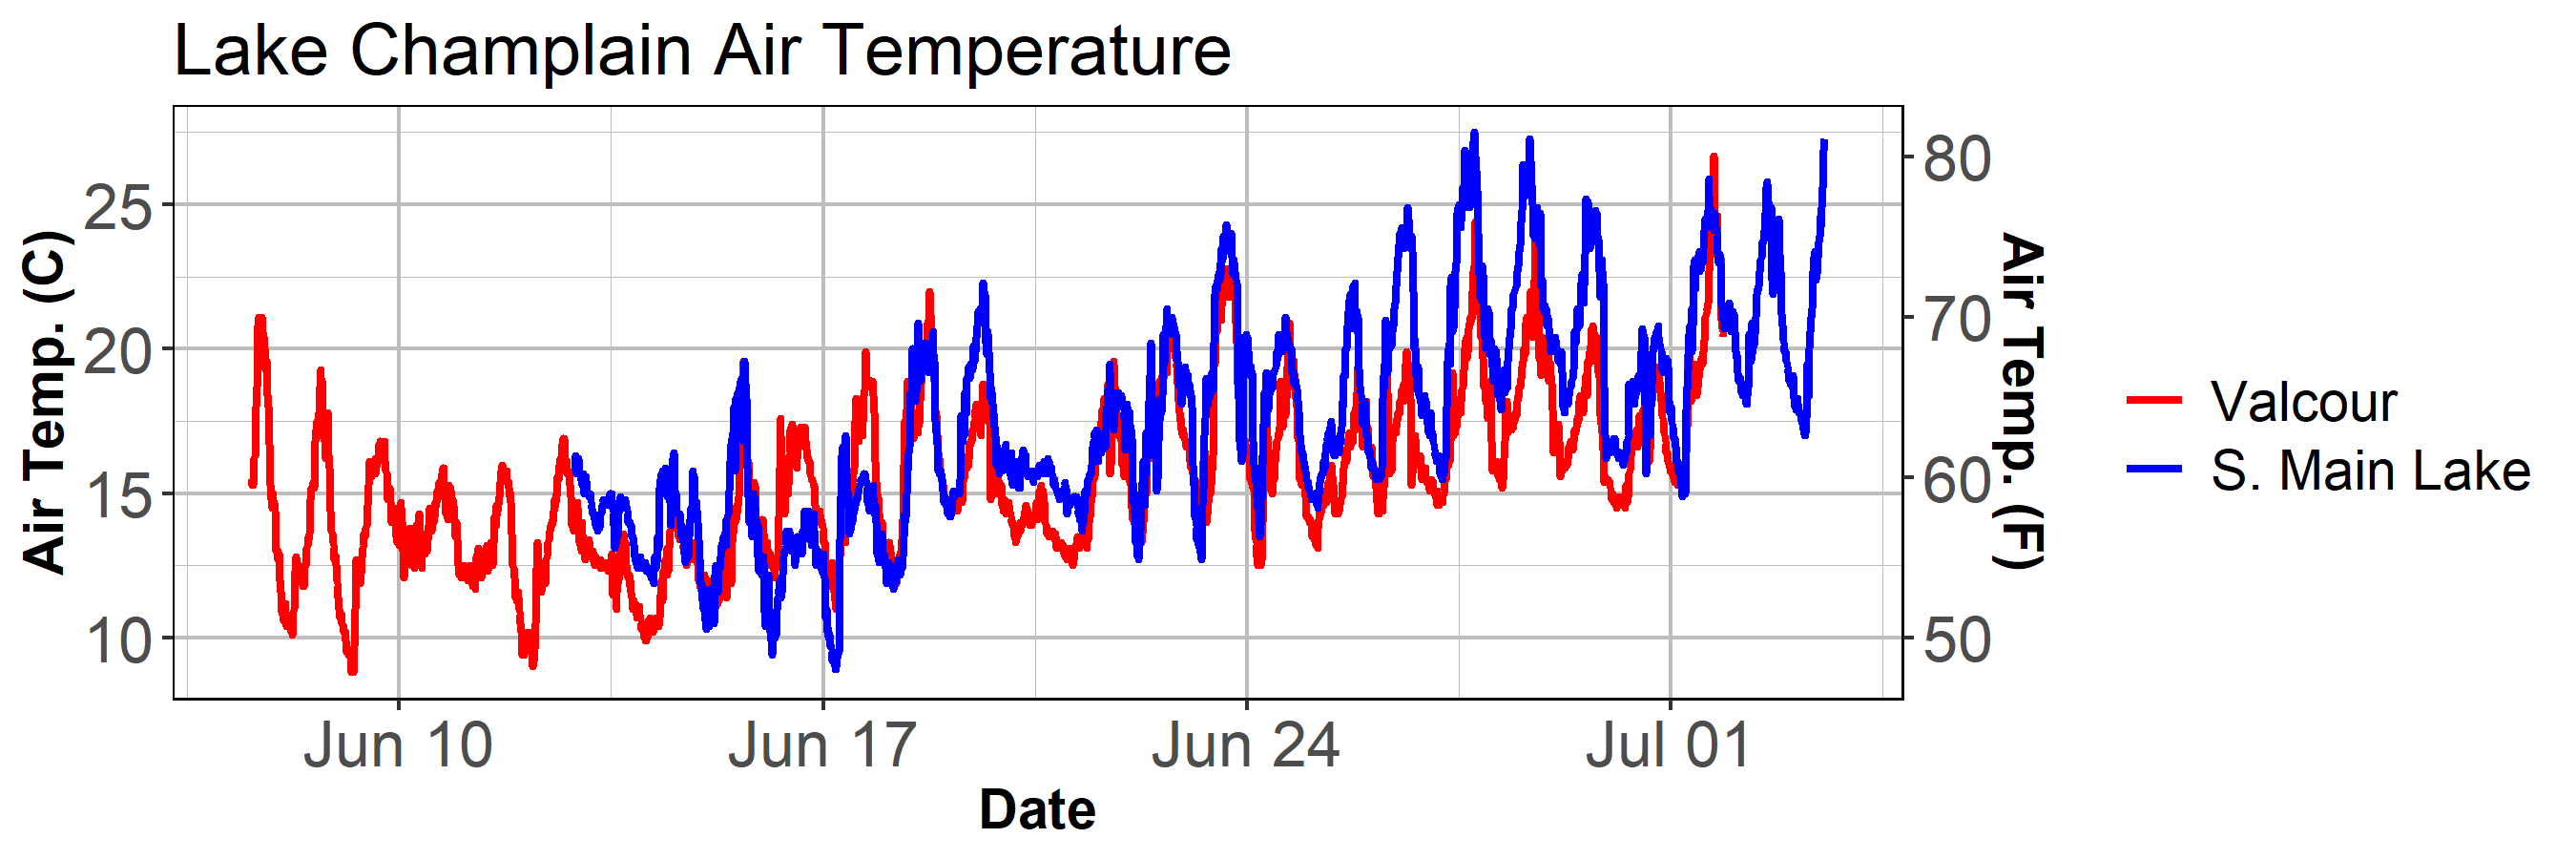 Lake Champlain Air Temperature
Air Temp. (C)
25
20
15
10
80
70
60
50
Air Temp. (F)
Jun 10
Jun 17
Jun 24
Jul 01
Date
Valcour
S. Main Lake